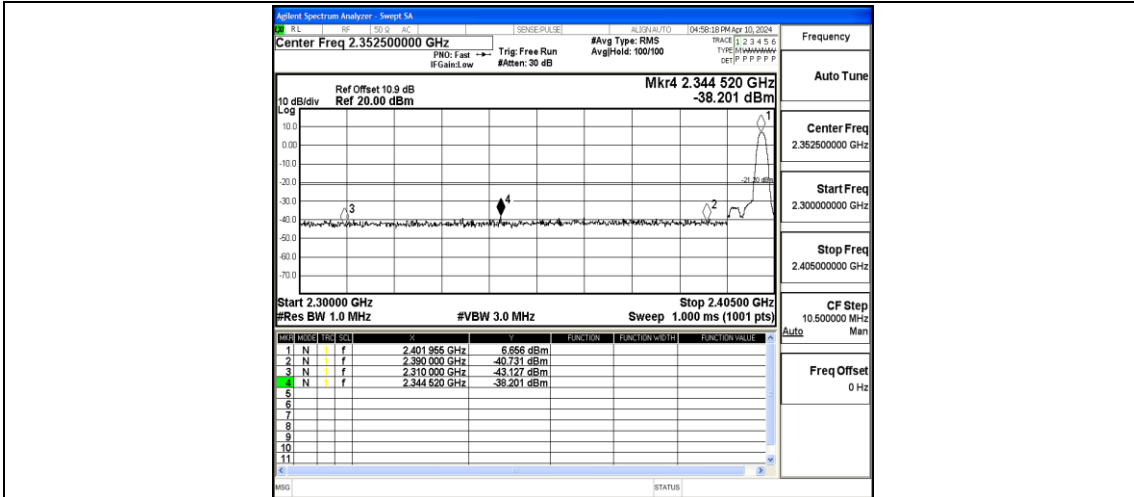 Agilent Spectrum Analyzer - Swept SA
RL RF 50 Ω AC SENSE:PULSE ALIGN AUTO 04:58:18 PM Apr 10, 2024
Center Freq 2.352500000 GHz
PNO: Fast
IFGain:Low
Trig: Free Run
#Atten: 30 dB
#Avg Type: RMS
Avg|Hold: 100/100
TRACE 1 2 3 4 5 6
TYPE
DET P P P P P P
Mkr4 2.344 520 GHz
-38.201 dBm
Ref Offset 10.9 dB
10 dB/div Ref 20.00 dBm
Log
10.0
0.00
-10.0
-20.0
-30.0
-40.0
-50.0
-60.0
-70.0
1
2
3
4
Start 2.30000 GHz Stop 2.40500 GHz
#Res BW 1.0 MHz #VBW 3.0 MHz Sweep 1.000 ms (1001 pts)
MKR MODE TRC SCL X Y FUNCTION FUNCTION WIDTH FUNCTION VALUE
1 N 1 f 2.401 955 GHz 6.656 dBm
2 N 1 f 2.390 000 GHz -40.731 dBm
3 N 1 f 2.310 000 GHz -43.127 dBm
4 N 1 f 2.344 520 GHz -38.201 dBm
5
6
7
8
9
10
11
MSG STATUS
Frequency
Auto Tune
Center Freq
2.352500000 GHz
Start Freq
2.300000000 GHz
Stop Freq
2.405000000 GHz
CF Step
10.500000 MHz
Auto Man
Freq Offset
0 Hz